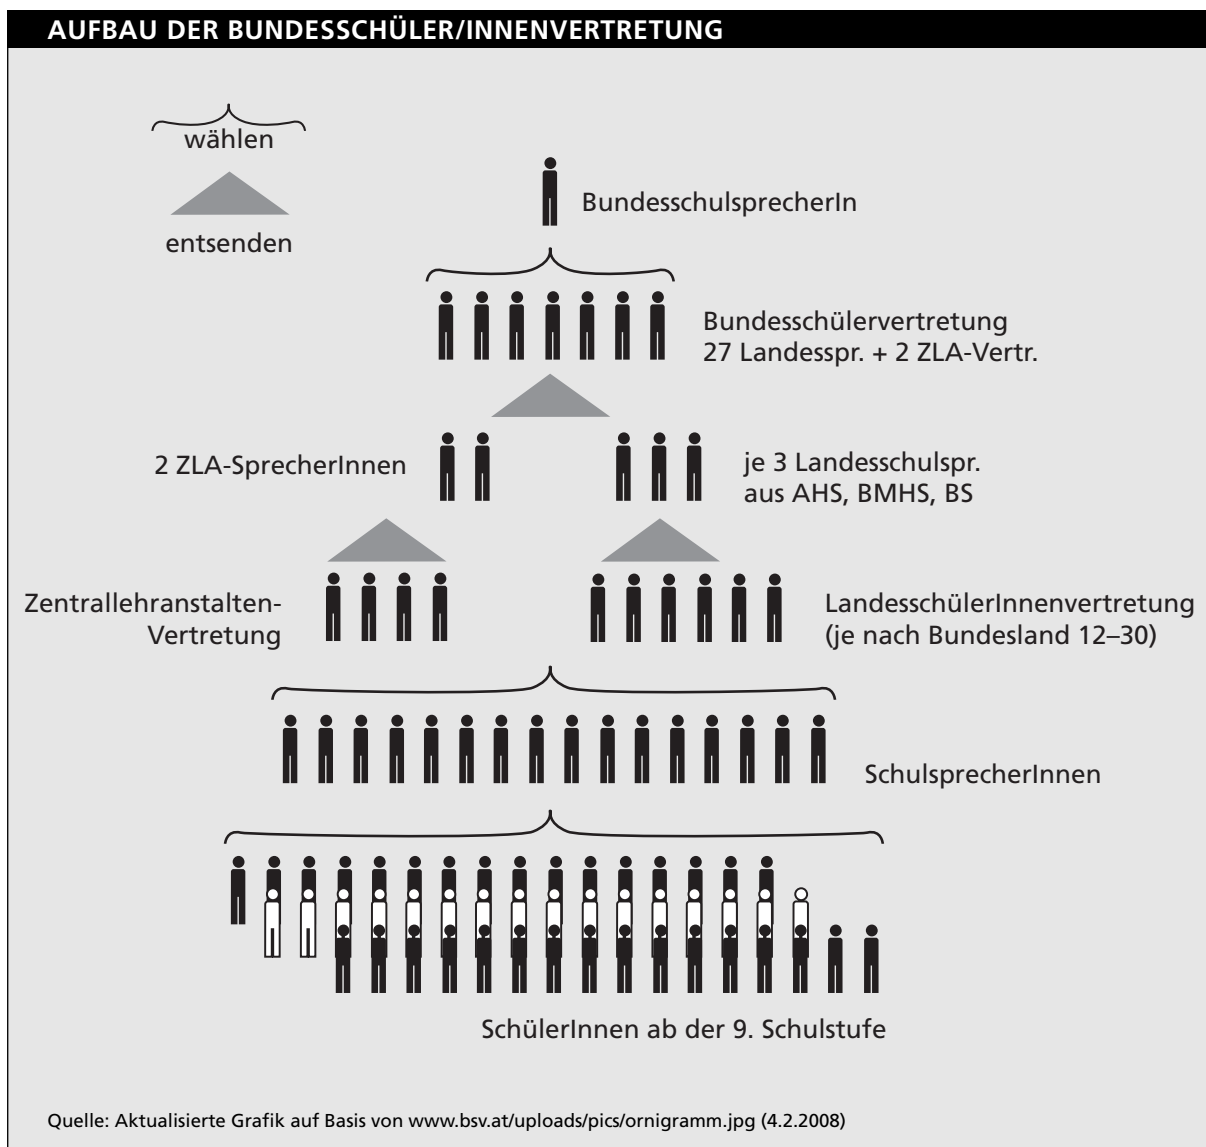 AUFBAU DER BUNDESSCHÜLER/INNENVERTRETUNG
wählen
entsenden
BundesschulsprecherIn
Bundesschülervertretung
27 Landesspr. + 2 ZLA-Vertr.
2 ZLA-SprecherInnen
je 3 Landesschulspr.
aus AHS, BMHS, BS
Zentrallehranstalten-
Vertretung
LandesschülerInnenvertretung
(je nach Bundesland 12–30)
SchulsprecherInnen
SchülerInnen ab der 9. Schulstufe
Quelle: Aktualisierte Grafik auf Basis von www.bsv.at/uploads/pics/ornigramm.jpg (4.2.2008)